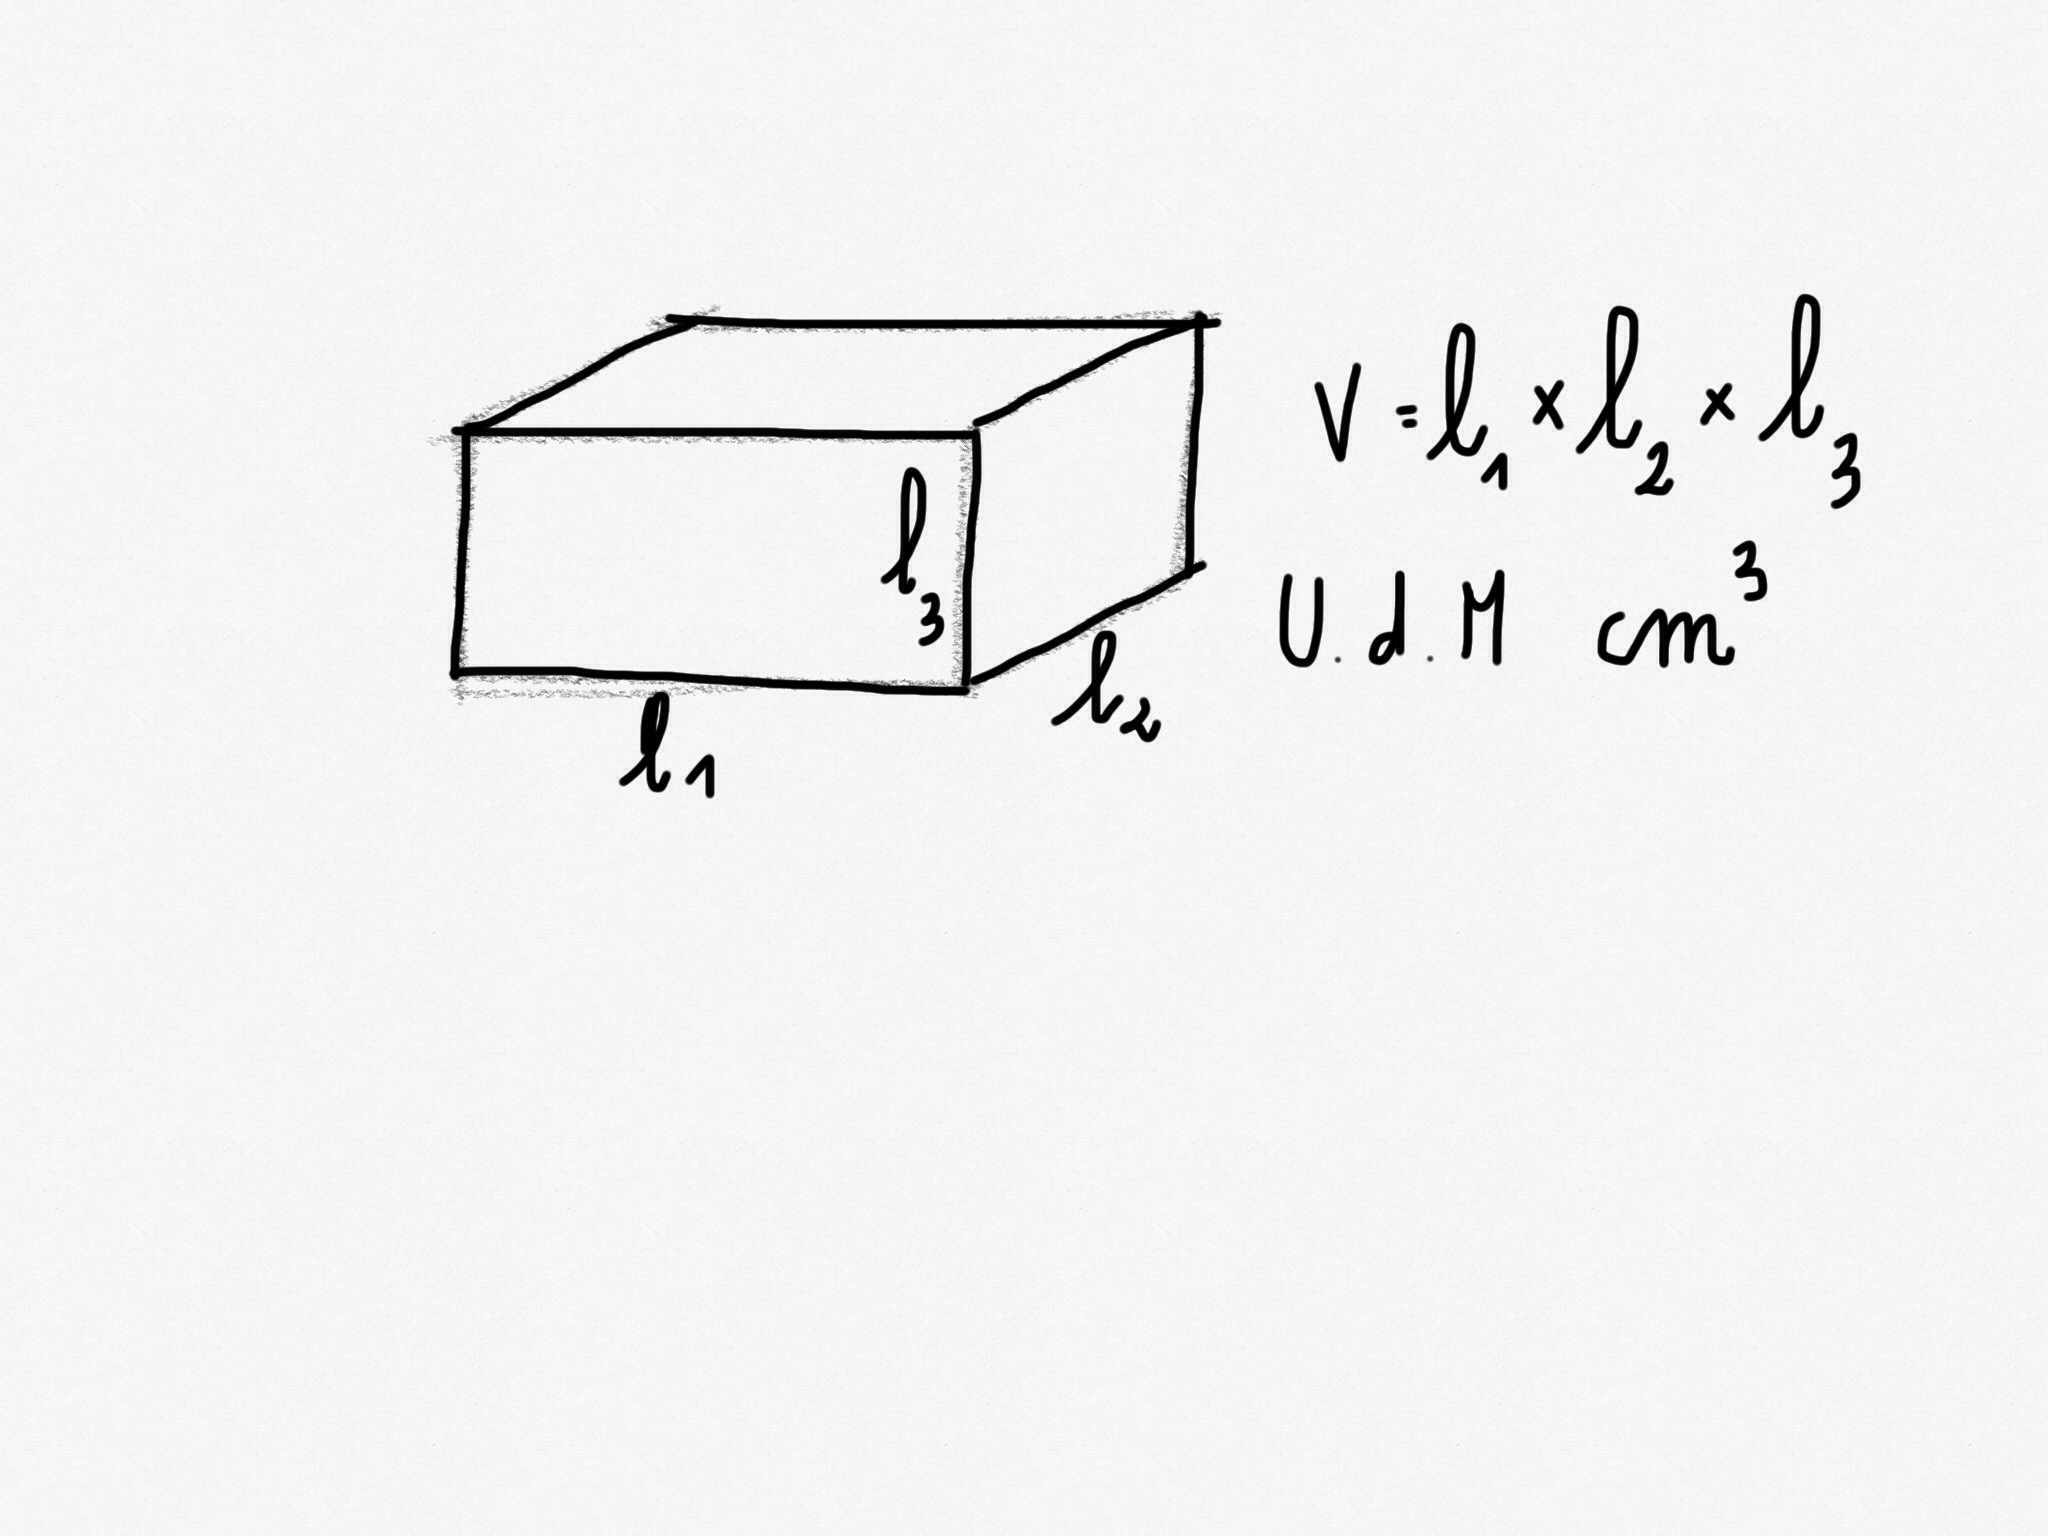 V = l₁ × l₂ × l₃
l₃
U.d.M cm³
l₂
l₁